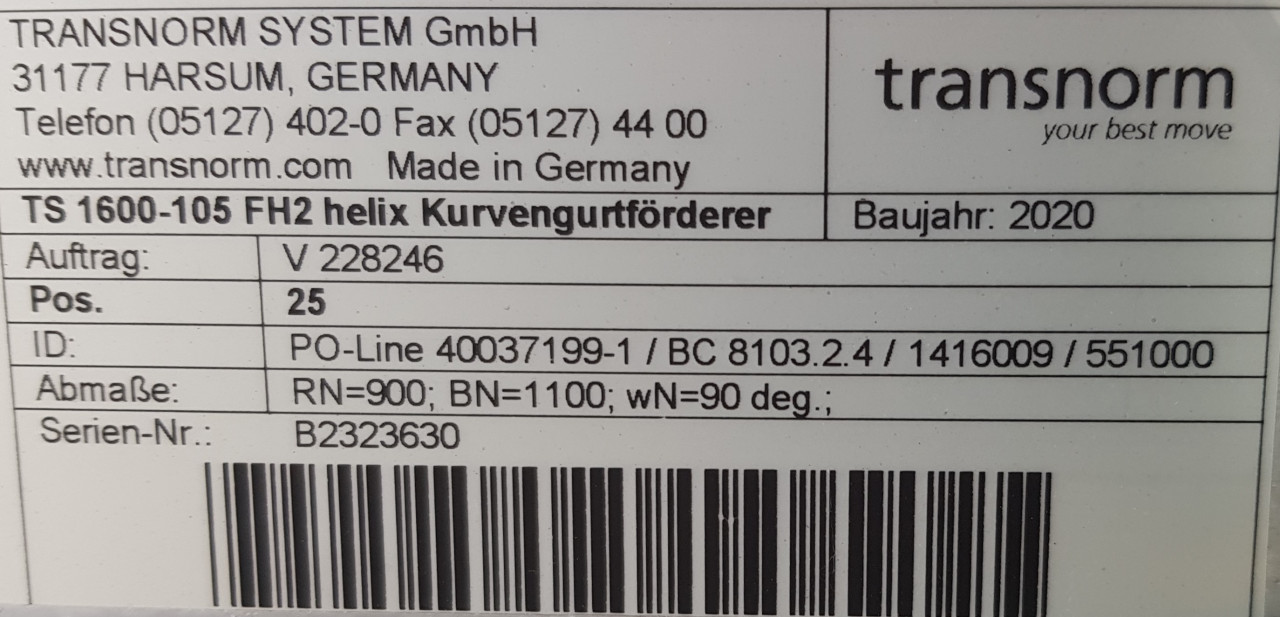 TRANSNORM SYSTEM GmbH
31177 HARSUM, GERMANY
Telefon (05127) 402-0 Fax (05127) 44 00
www.transnorm.com Made in Germany
transnorm
your best move
TS 1600-105 FH2 helix Kurvengurtförderer
Baujahr: 2020
Auftrag: V 228246
Pos. 25
ID: PO-Line 40037199-1 / BC 8103.2.4 / 1416009 / 551000
Abmaße: RN=900; BN=1100; wN=90 deg.;
Serien-Nr.: B2323630